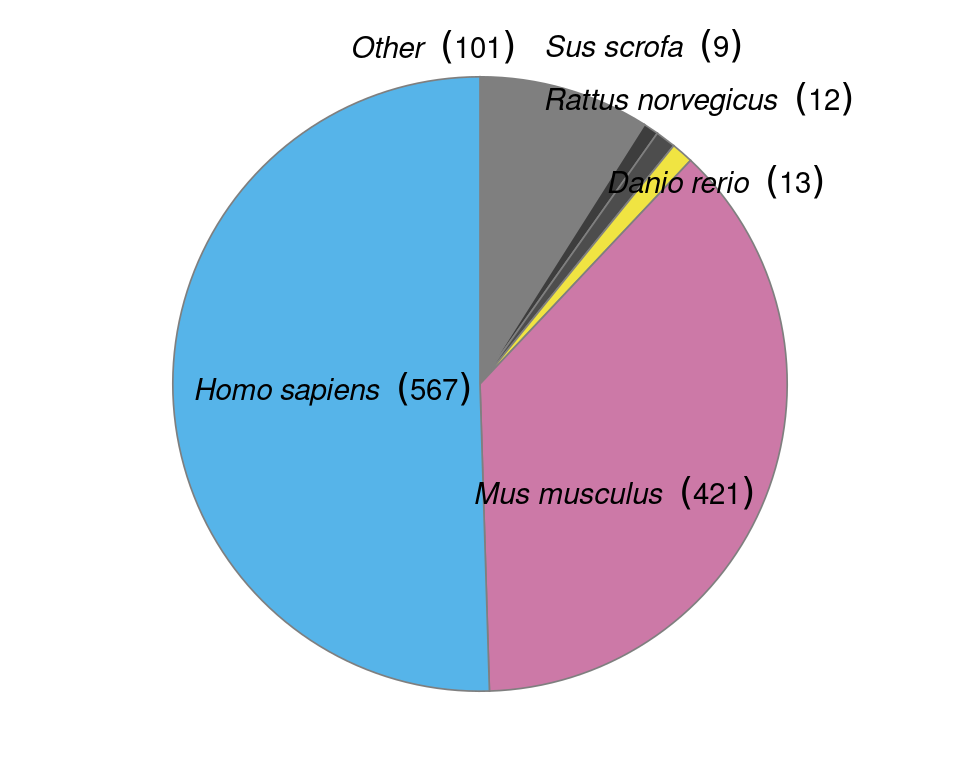 Other (101)
Sus scrofa (9)
Rattus norvegicus (12)
Danio rerio (13)
Homo sapiens (567)
Mus musculus (421)